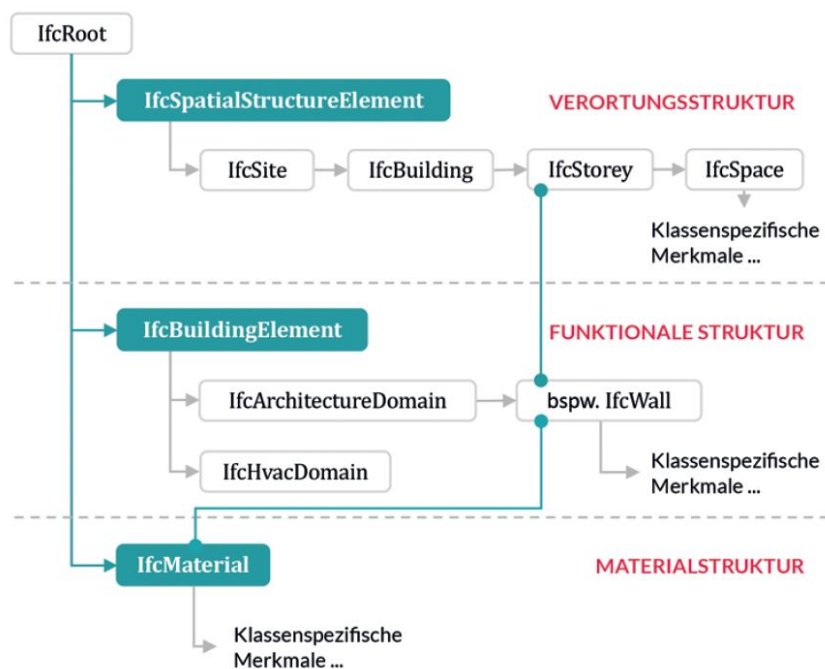 IfcRoot
IfcSpatialStructureElement
VERORTUNGSSTRUKTUR
IfcSite
IfcBuilding
IfcStorey
IfcSpace
Klassenspezifische
Merkmale ...
IfcBuildingElement
FUNKTIONALE STRUKTUR
IfcArchitectureDomain
bspw. IfcWall
IfcHvacDomain
Klassenspezifische
Merkmale ...
IfcMaterial
MATERIALSTRUKTUR
Klassenspezifische
Merkmale ...